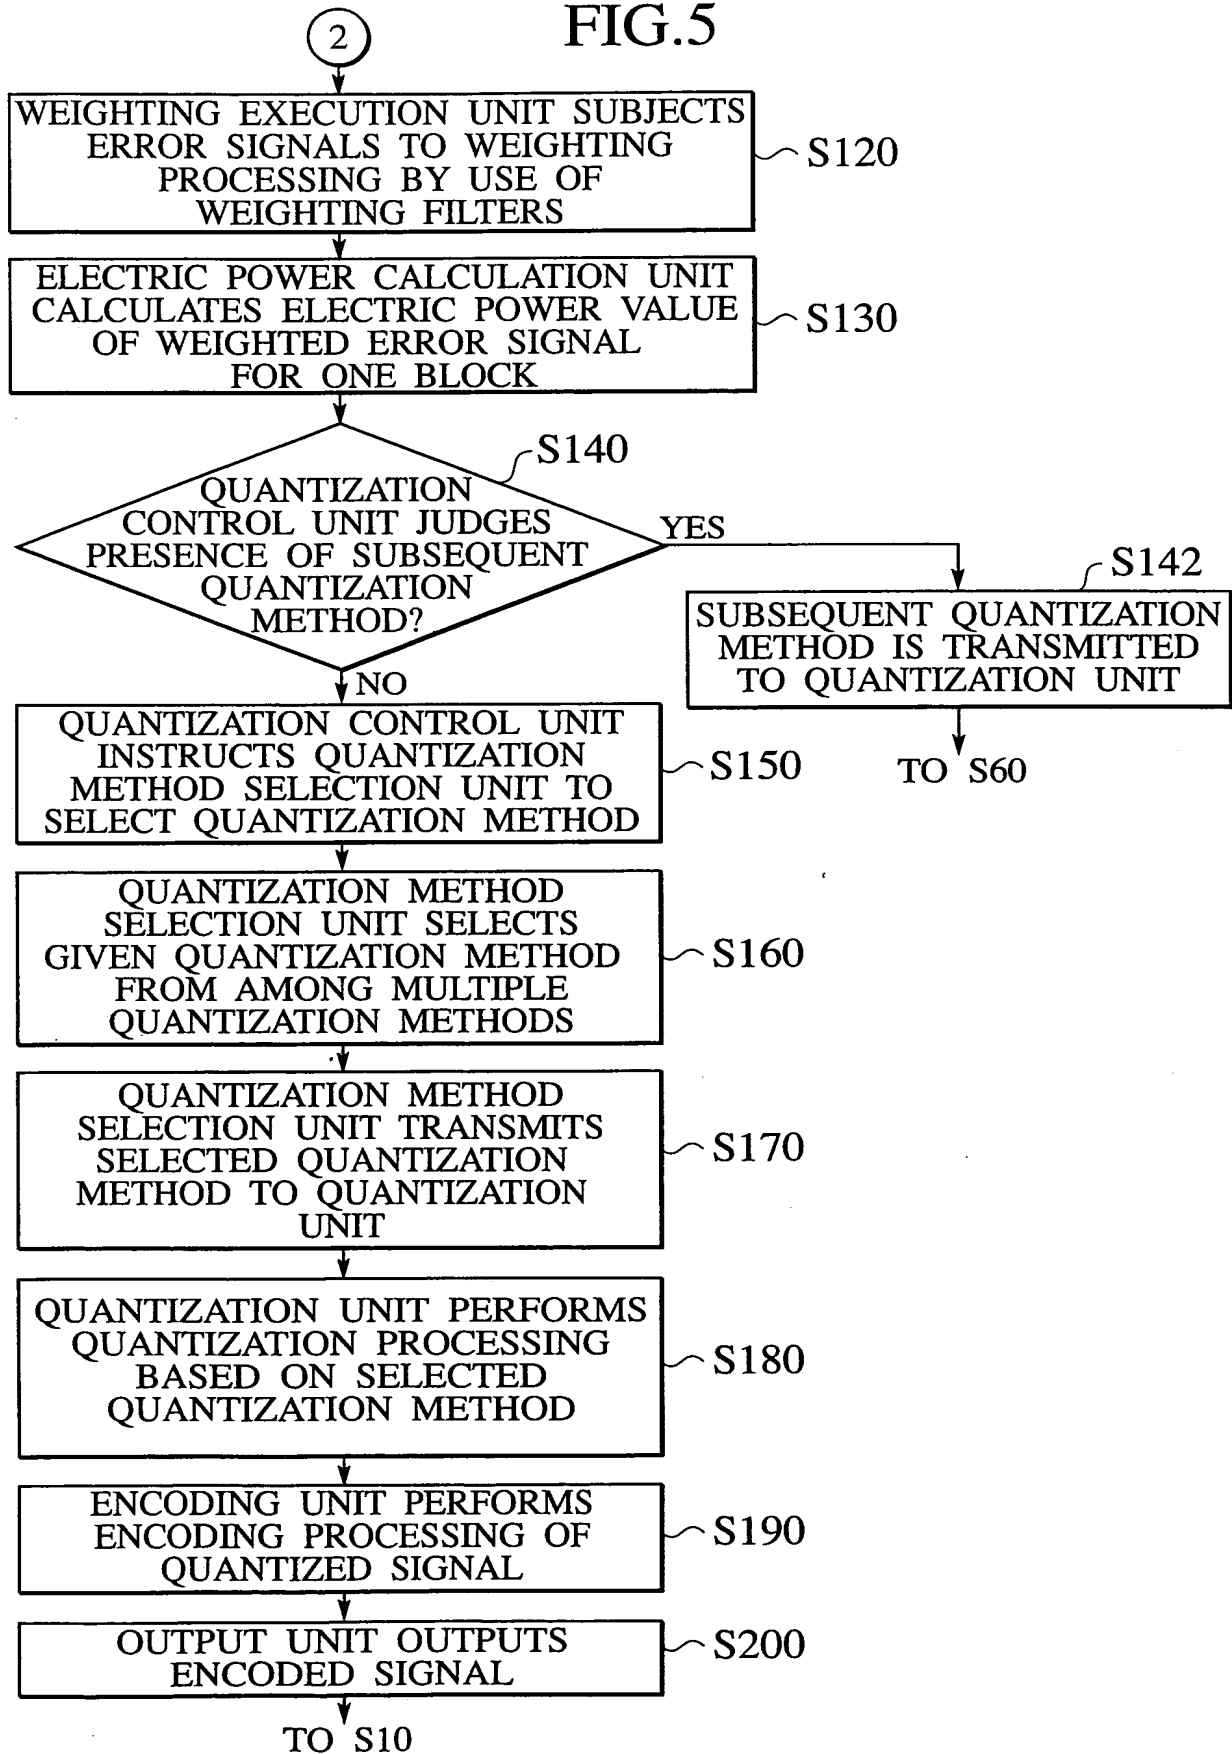 FIG.5
2
WEIGHTING EXECUTION UNIT SUBJECTS
ERROR SIGNALS TO WEIGHTING
PROCESSING BY USE OF
WEIGHTING FILTERS
S120
ELECTRIC POWER CALCULATION UNIT
CALCULATES ELECTRIC POWER VALUE
OF WEIGHTED ERROR SIGNAL
FOR ONE BLOCK
S130
S140
QUANTIZATION
CONTROL UNIT JUDGES
PRESENCE OF SUBSEQUENT
QUANTIZATION
METHOD?
YES
S142
SUBSEQUENT QUANTIZATION
METHOD IS TRANSMITTED
TO QUANTIZATION UNIT
TO S60
NO
QUANTIZATION CONTROL UNIT
INSTRUCTS QUANTIZATION
METHOD SELECTION UNIT TO
SELECT QUANTIZATION METHOD
S150
QUANTIZATION METHOD
SELECTION UNIT SELECTS
GIVEN QUANTIZATION METHOD
FROM AMONG MULTIPLE
QUANTIZATION METHODS
S160
QUANTIZATION METHOD
SELECTION UNIT TRANSMITS
SELECTED QUANTIZATION
METHOD TO QUANTIZATION
UNIT
S170
QUANTIZATION UNIT PERFORMS
QUANTIZATION PROCESSING
BASED ON SELECTED
QUANTIZATION METHOD
S180
ENCODING UNIT PERFORMS
ENCODING PROCESSING OF
QUANTIZED SIGNAL
S190
OUTPUT UNIT OUTPUTS
ENCODED SIGNAL
S200
TO S10